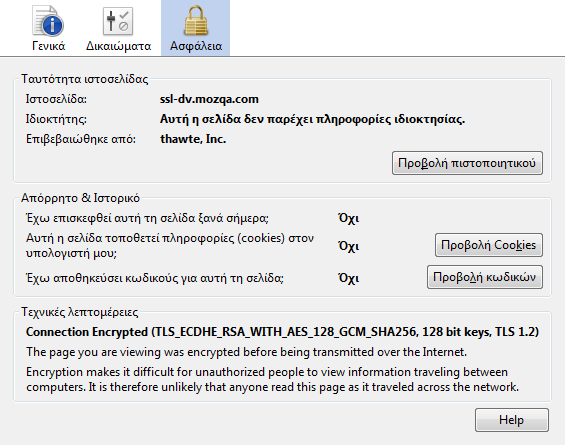 Γενικά Δικαιώματα Ασφάλεια
Ταυτότητα ιστοσελίδας
Ιστοσελίδα: ssl-dv.mozqa.com
Ιδιοκτήτης: Αυτή η σελίδα δεν παρέχει πληροφορίες ιδιοκτησίας.
Επιβεβαιώθηκε από: thawte, Inc.
Προβολή πιστοποιητικού
Απόρρητο & Ιστορικό
Έχω επισκεφθεί αυτή τη σελίδα ξανά σήμερα; Όχι
Αυτή η σελίδα τοποθετεί πληροφορίες (cookies) στον
υπολογιστή μου; Όχι Προβολή Cookies
Έχω αποθηκεύσει κωδικούς για αυτή τη σελίδα; Όχι Προβολή κωδικών
Τεχνικές λεπτομέρειες
Connection Encrypted (TLS_ECDHE_RSA_WITH_AES_128_GCM_SHA256, 128 bit keys, TLS 1.2)
The page you are viewing was encrypted before being transmitted over the Internet.
Encryption makes it difficult for unauthorized people to view information traveling between
computers. It is therefore unlikely that anyone read this page as it traveled across the network.
Help